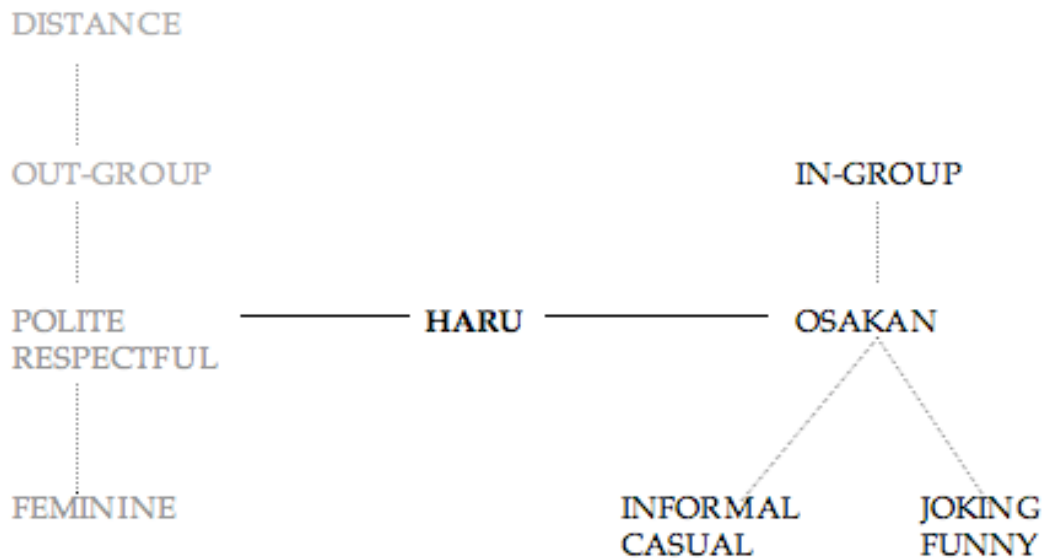 DISTANCE
OUT-GROUP
IN-GROUP
POLITE
RESPECTFUL
HARU
OSAKAN
FEMININE
INFORMAL
CASUAL
JOKING
FUNNY